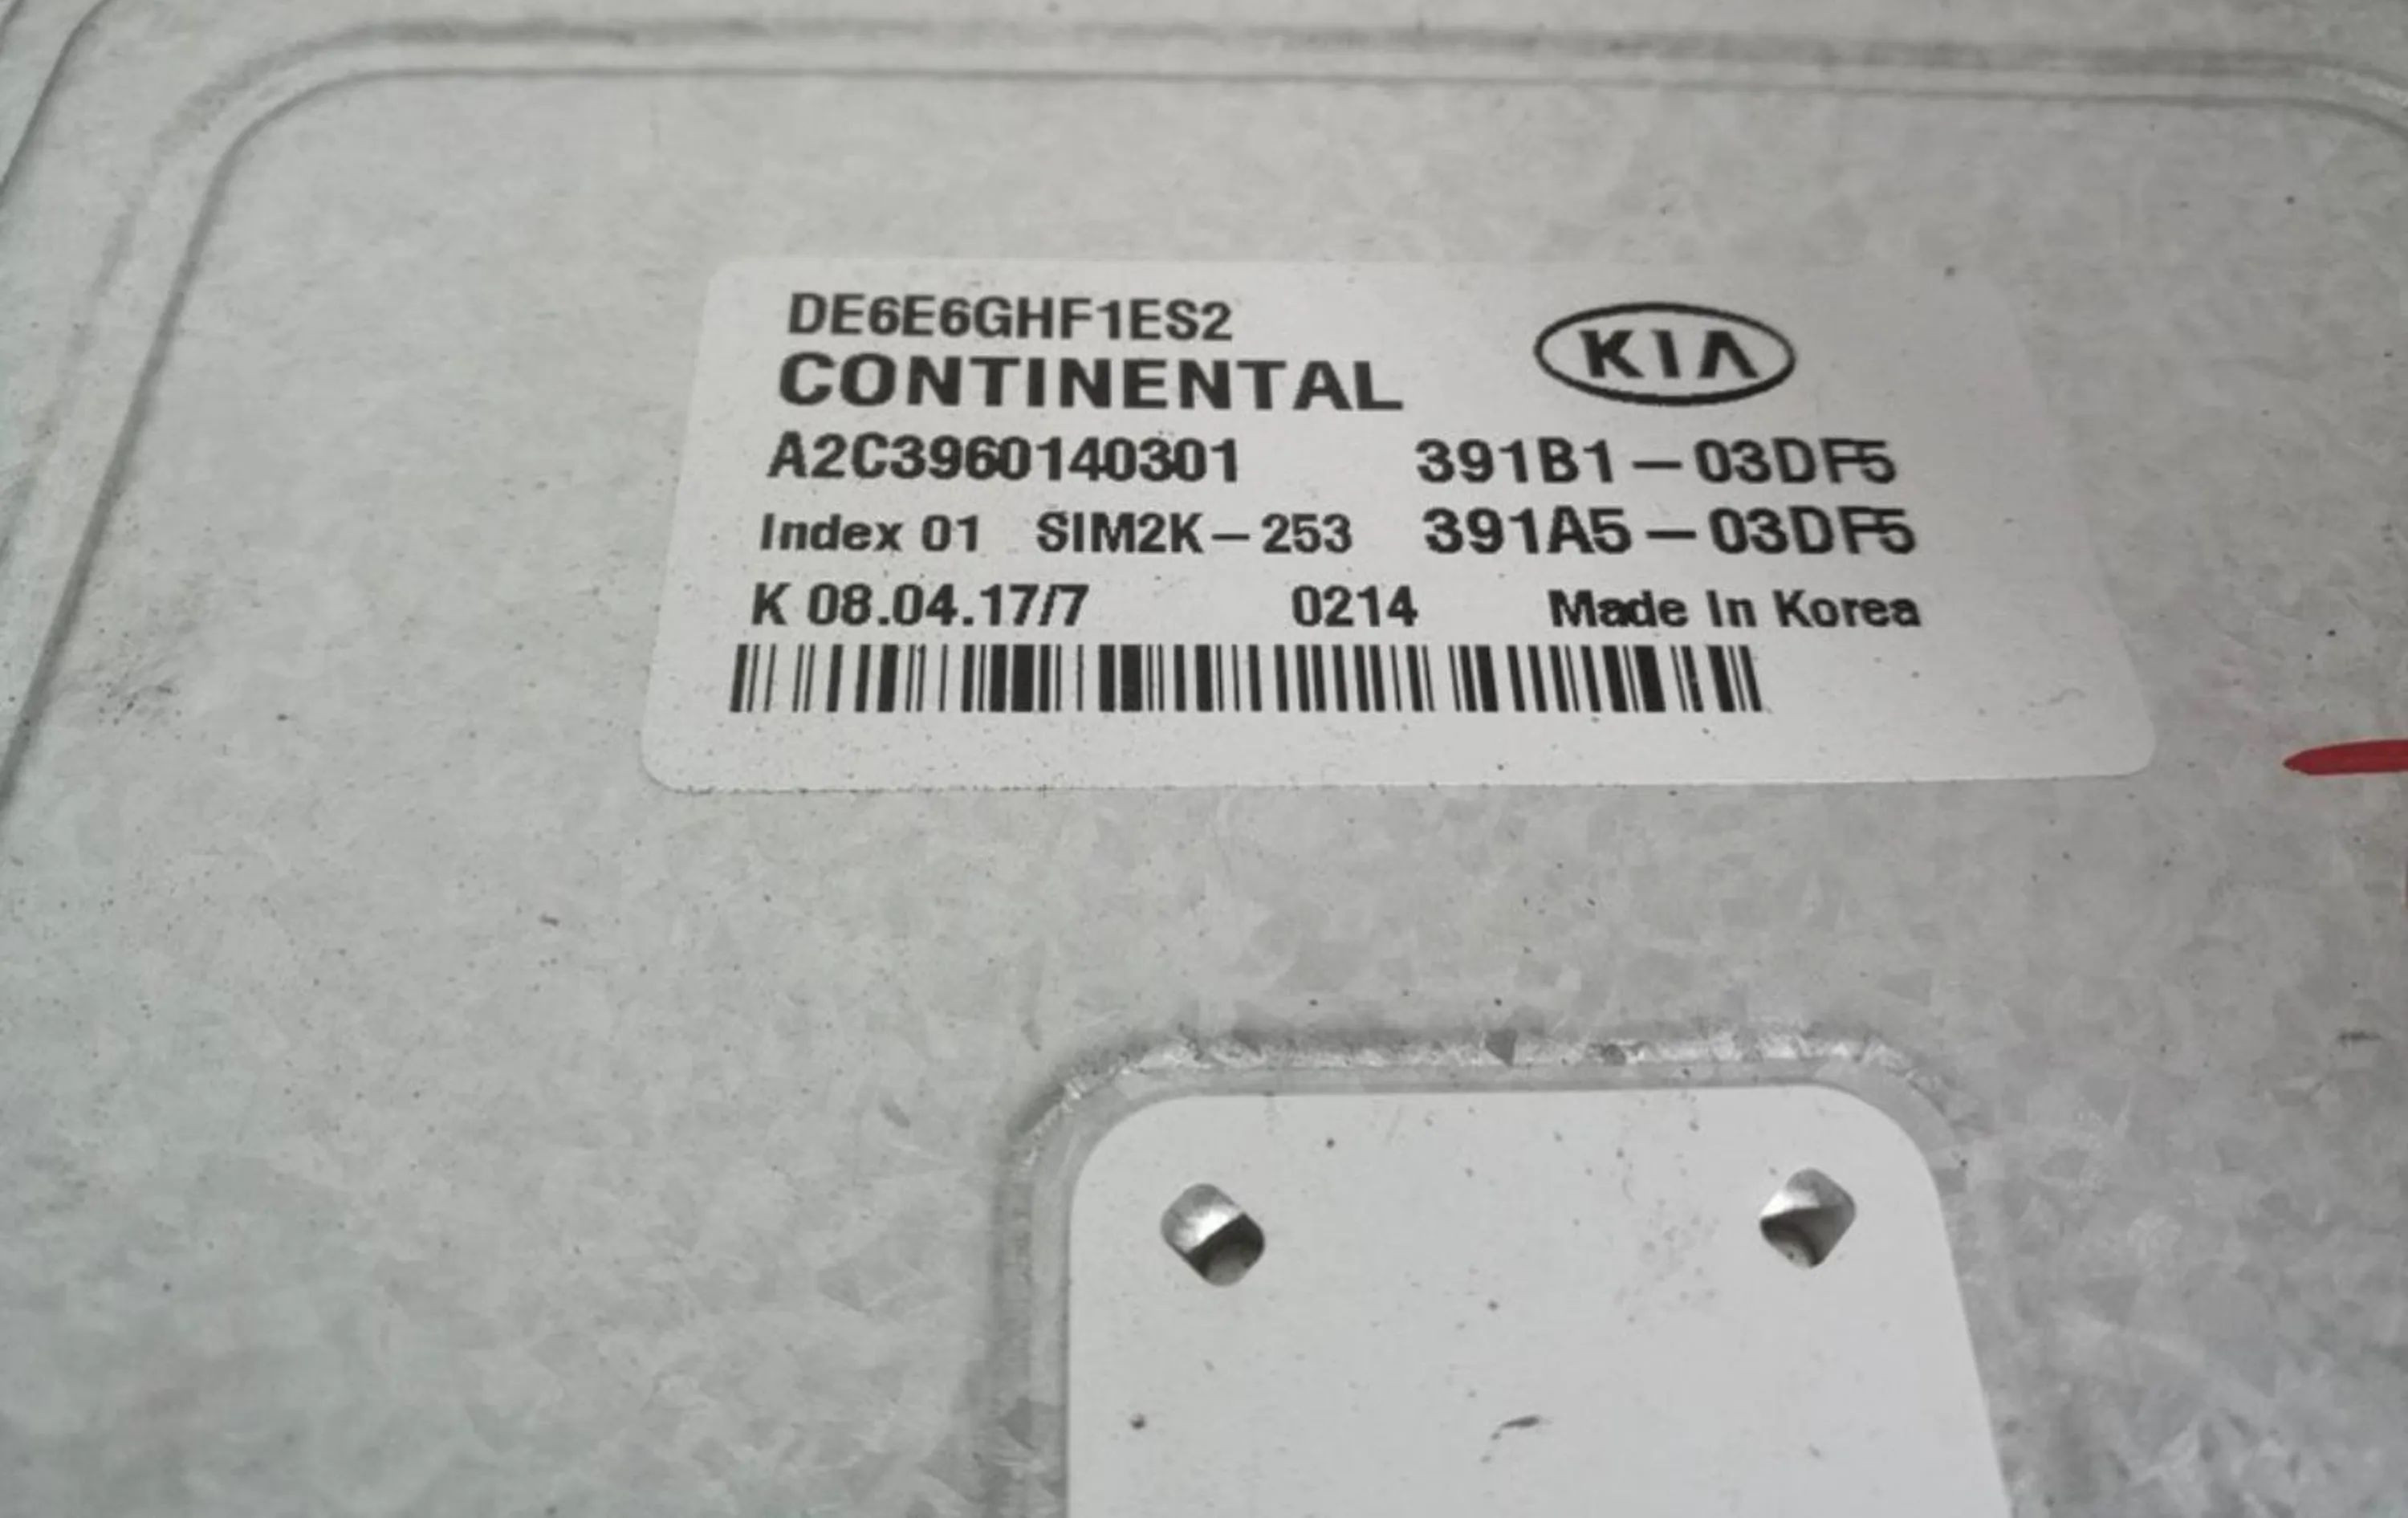 DE6E6GHF1ES2
CONTINENTAL KIA
A2C3960140301 391B1-03DF5
Index 01 SIM2K-253 391A5-03DF5
K 08.04.17/7 0214 Made In Korea